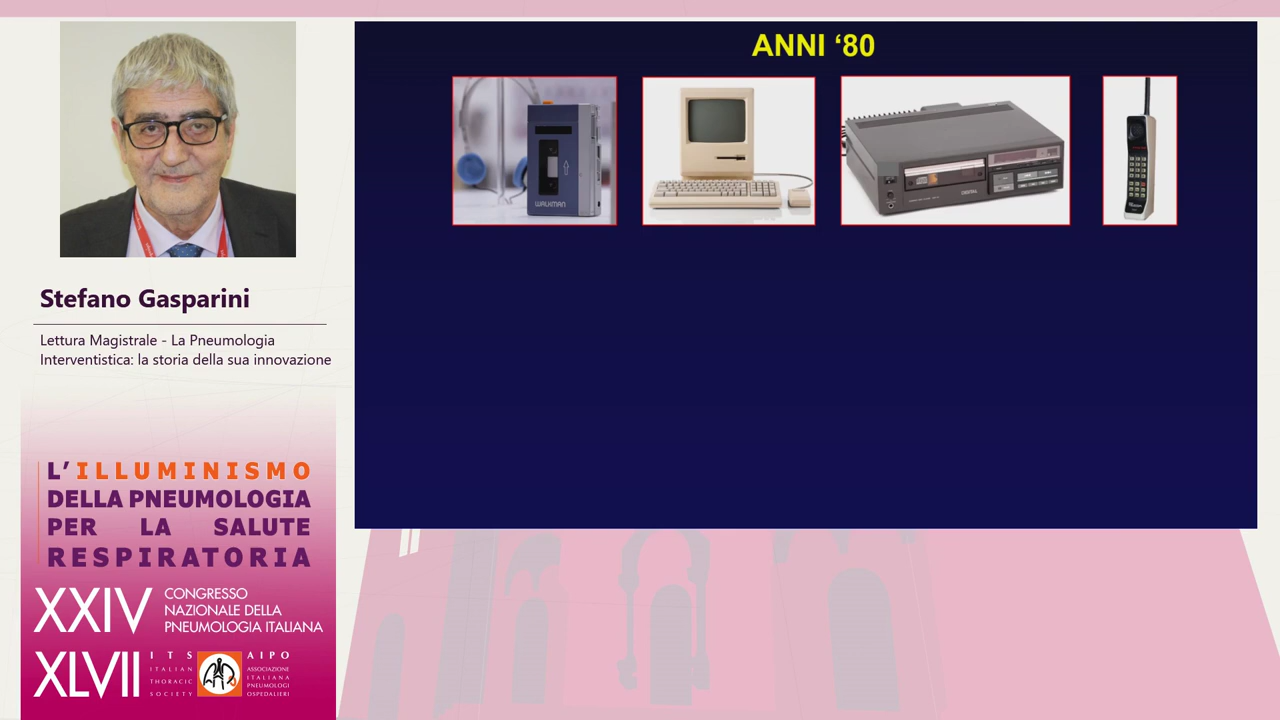 ANNI ‘80
WALKMAN
DIGITAL
Stefano Gasparini
Lettura Magistrale - La Pneumologia
Interventistica: la storia della sua innovazione
L’ILLUMINISMO
DELLA PNEUMOLOGIA
PER LA SALUTE
RESPIRATORIA
XXIV CONGRESSO
NAZIONALE DELLA
PNEUMOLOGIA ITALIANA
XLVII
ITS
ITALIAN
THORACIC
SOCIETY
AIPO
ASSOCIAZIONE
ITALIANA
PNEUMOLOGI
OSPEDALIERI